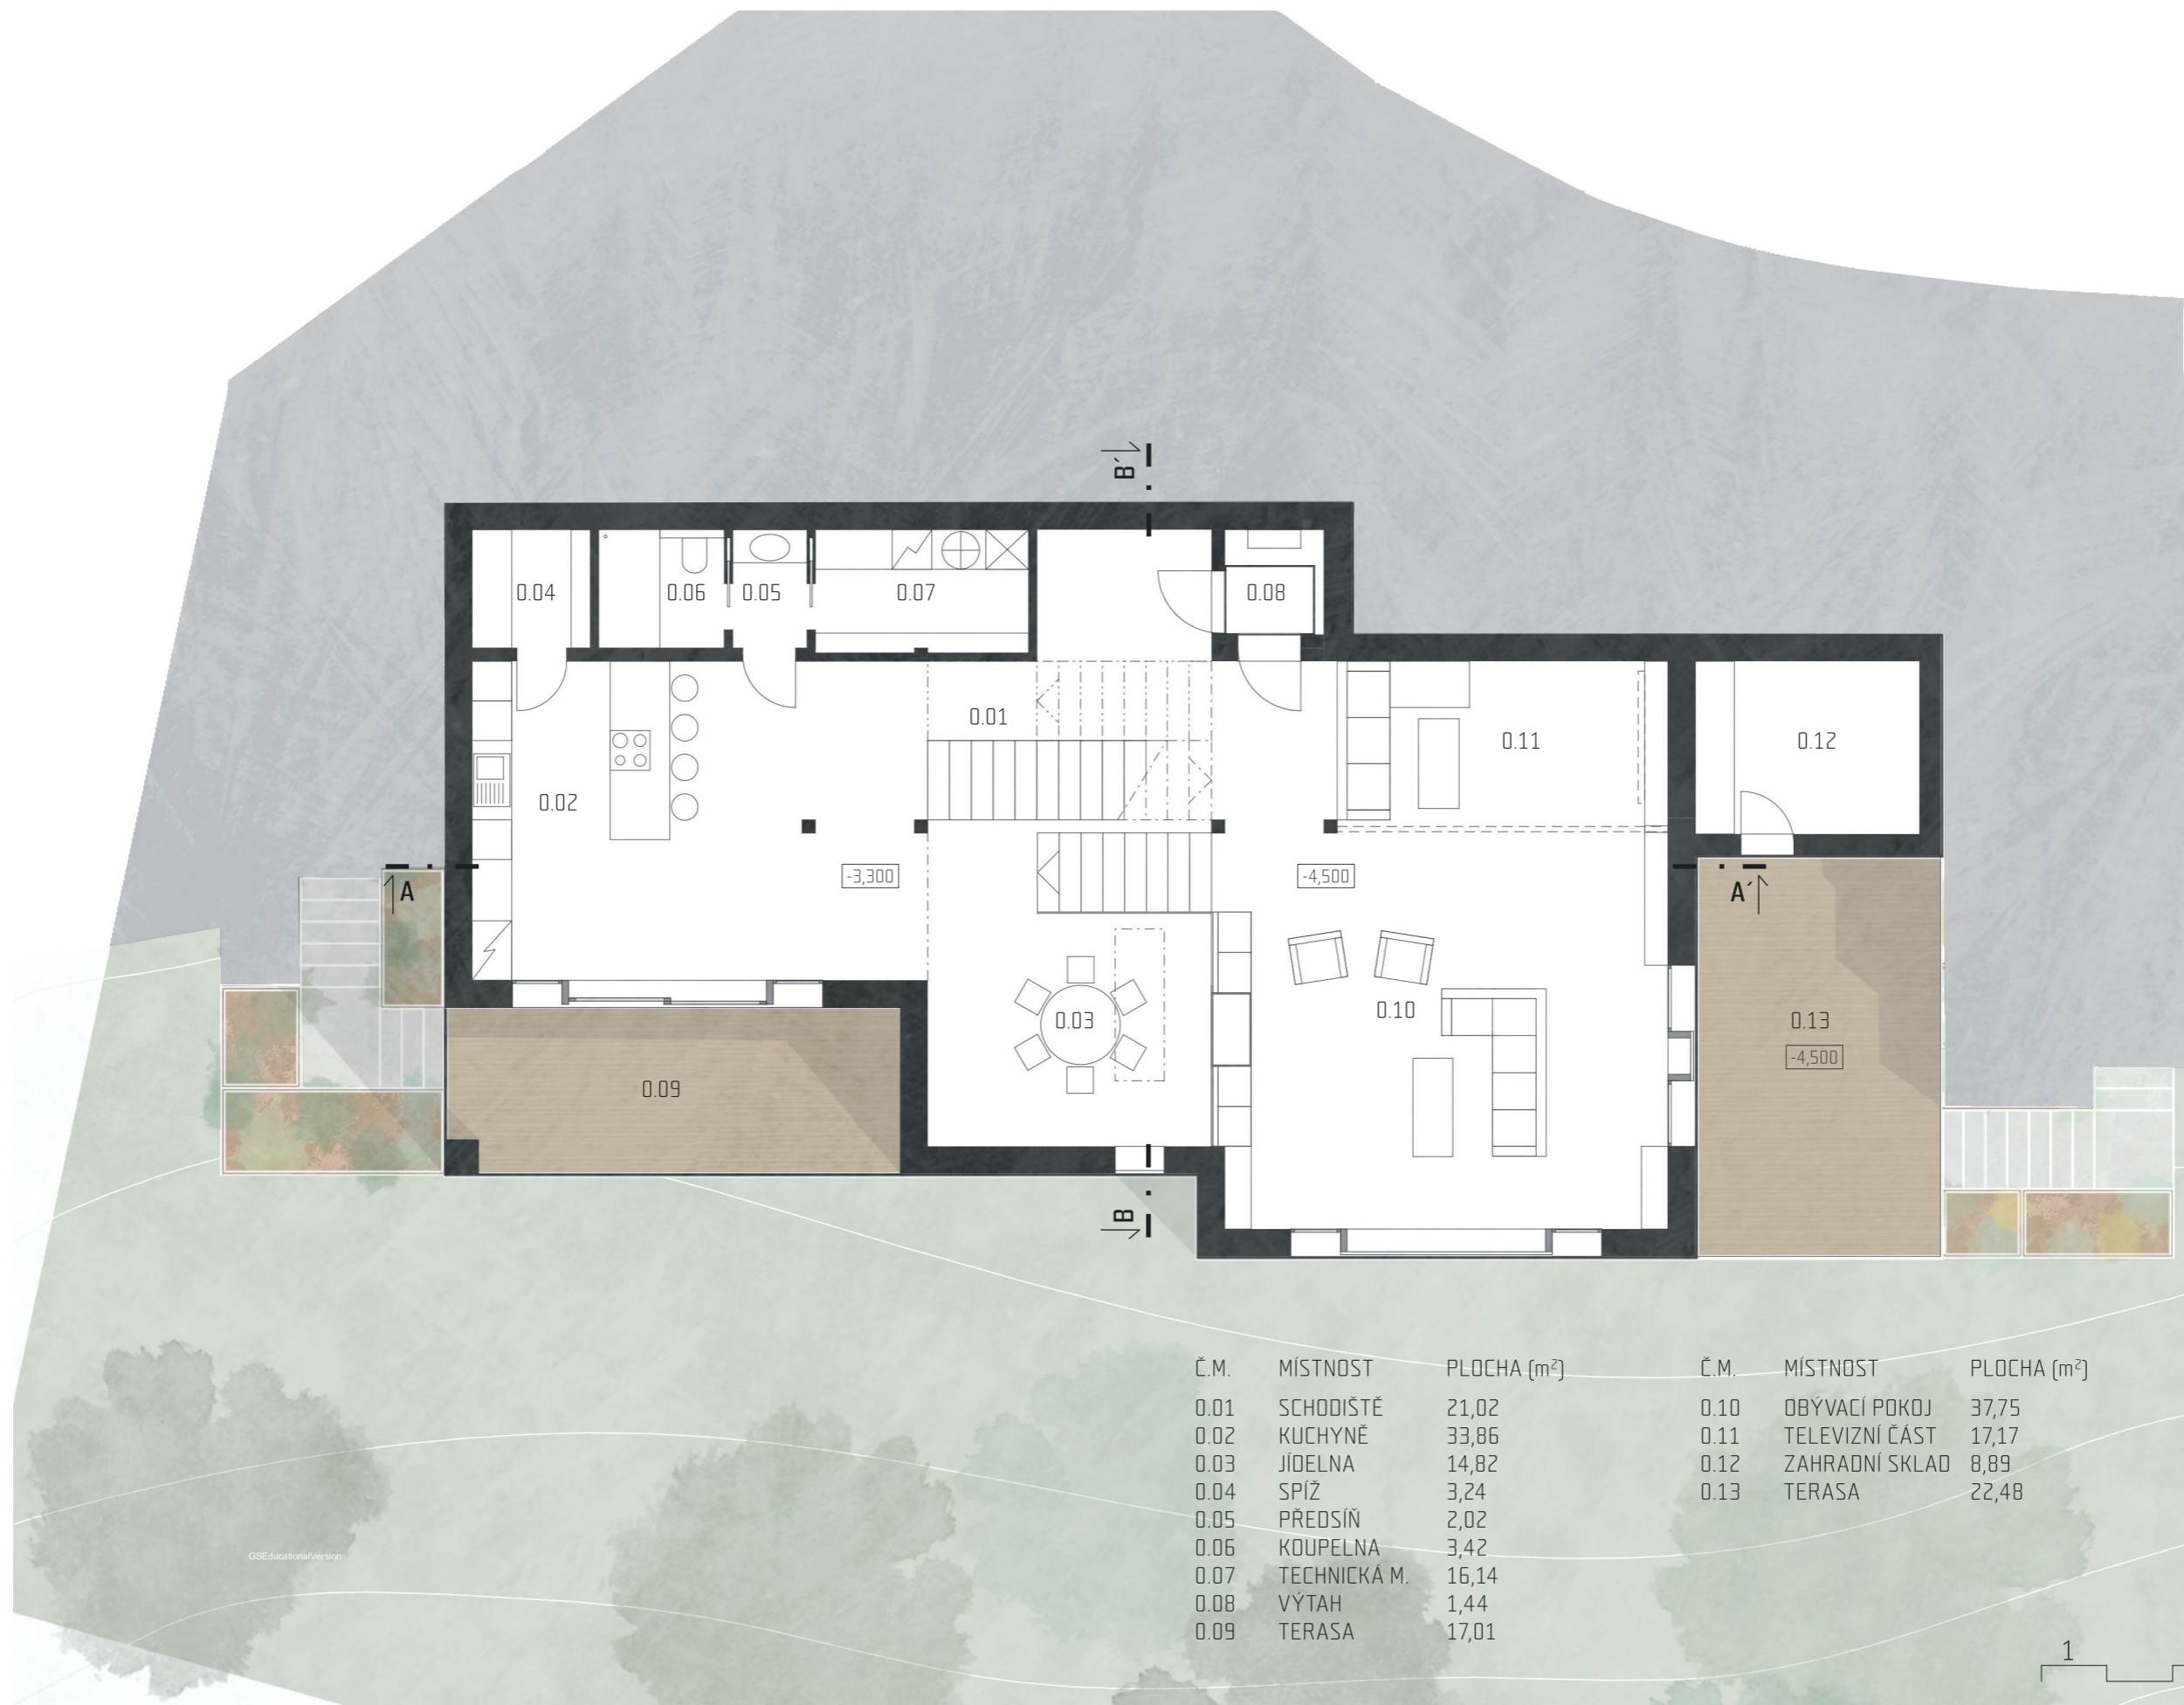 B´
0.04
0.06
0.05
0.07
0.08
0.01
0.11
0.12
0.02
-3,300
-4,500
A
A´
0.03
0.10
0.13
-4,500
0.09
B
Č.M. MÍSTNOST PLOCHA (m²)
0.01 SCHODIŠTĚ 21,02
0.02 KUCHYNĚ 33,86
0.03 JÍDELNA 14,82
0.04 SPÍŽ 3,24
0.05 PŘEDSÍŇ 2,02
0.06 KOUPELNA 3,42
0.07 TECHNICKÁ M. 16,14
0.08 VÝTAH 1,44
0.09 TERASA 17,01
Č.M. MÍSTNOST PLOCHA (m²)
0.10 OBÝVACÍ POKOJ 37,75
0.11 TELEVIZNÍ ČÁST 17,17
0.12 ZAHRADNÍ SKLAD 8,89
0.13 TERASA 22,48
GSEducationalVersion
1